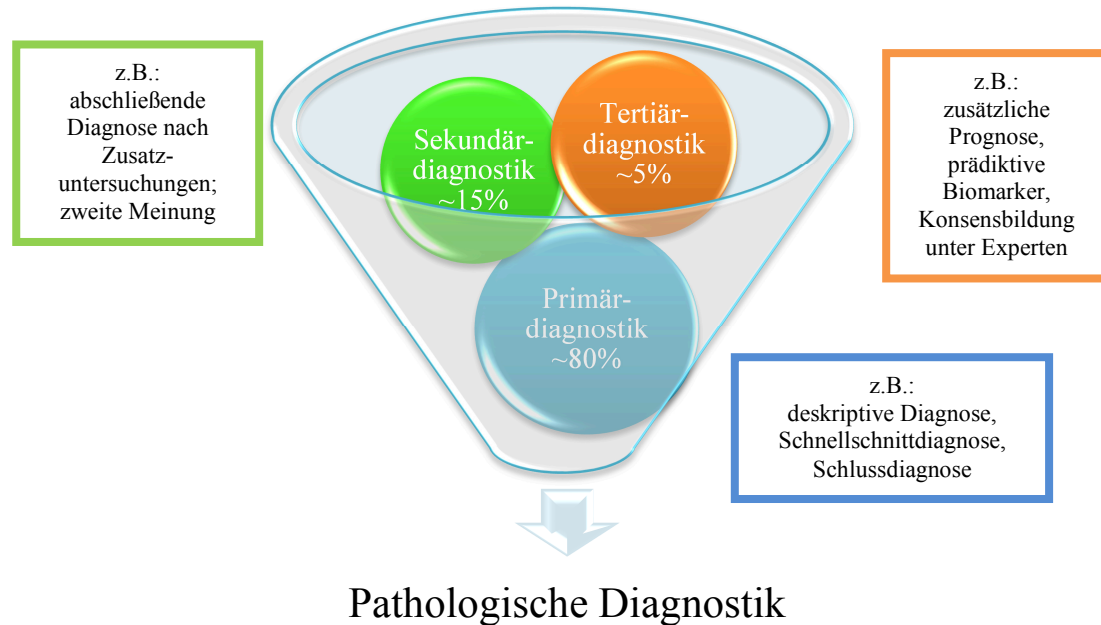 z.B.:
abschließende
Diagnose nach
Zusatz-
untersuchungen;
zweite Meinung
Sekundär-
diagnostik
~15%
Tertiär-
diagnostik
~5%
z.B.:
zusätzliche
Prognose,
prädiktive
Biomarker,
Konsensbildung
unter Experten
Primär-
diagnostik
~80%
z.B.:
deskriptive Diagnose,
Schnellschnittdiagnose,
Schlussdiagnose
Pathologische Diagnostik